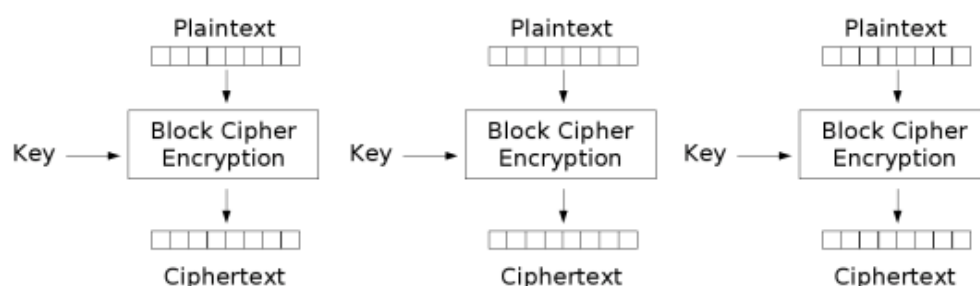 Plaintext Plaintext Plaintext
Key Block Cipher Encryption Key Block Cipher Encryption Key Block Cipher Encryption
Ciphertext Ciphertext Ciphertext